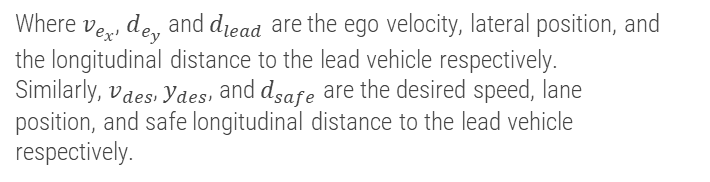 Where v_{e_x}, d_{e_y} and d_{lead} are the ego velocity, lateral position, and
the longitudinal distance to the lead vehicle respectively.
Similarly, v_{des}, y_{des}, and d_{safe} are the desired speed, lane
position, and safe longitudinal distance to the lead vehicle
respectively.